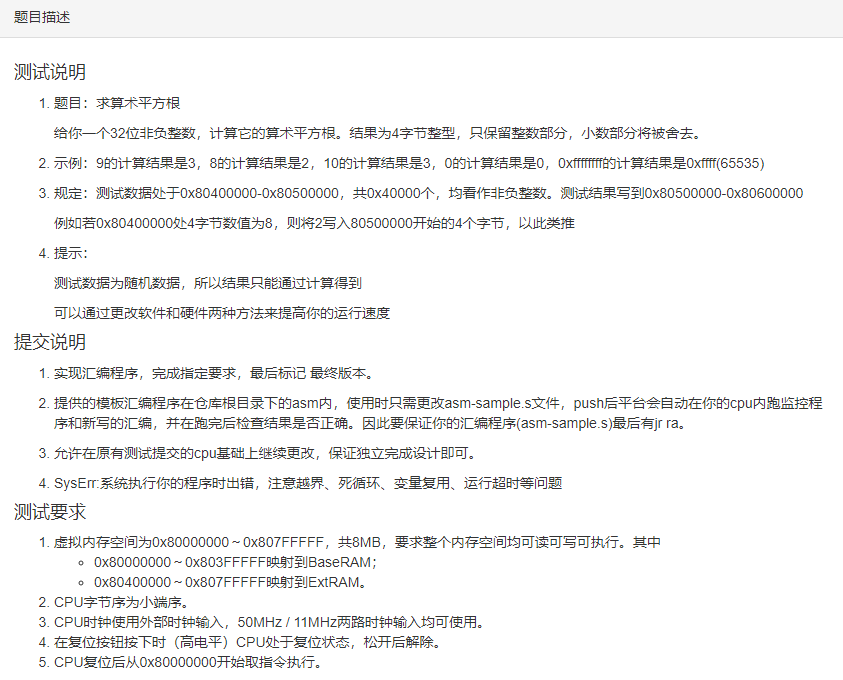 题目描述
测试说明
1. 题目：求算术平方根
给你一个32位非负整数，计算它的算术平方根。结果为4字节整型，只保留整数部分，小数部分将被舍去。
2. 示例：9的计算结果是3，8的计算结果是2，10的计算结果是3，0的计算结果是0，0xffffffff的计算结果是0xffff(65535)
3. 规定：测试数据处于0x80400000-0x80500000，共0x40000个，均看作非负整数。测试结果写到0x80500000-0x80600000
例如若0x80400000处4字节数值为8，则将2写入80500000开始的4个字节，以此类推
4. 提示：
测试数据为随机数据，所以结果只能通过计算得到
可以通过更改软件和硬件两种方法来提高你的运行速度
提交说明
1. 实现汇编程序，完成指定要求，最后标记 最终版本。
2. 提供的模板汇编程序在仓库根目录下的asm内，使用时只需更改asm-sample.s文件，push后平台会自动在你的cpu内跑监控程
序和新写的汇编，并在跑完后检查结果是否正确。因此要保证你的汇编程序(asm-sample.s)最后有jr ra。
3. 允许在原有测试提交的cpu基础上继续更改，保证独立完成设计即可。
4. SysErr:系统执行你的程序时出错，注意越界、死循环、变量复用、运行超时等问题
测试要求
1. 虚拟内存空间为0x80000000～0x807FFFFF，共8MB，要求整个内存空间均可读可写可执行。其中
◦ 0x80000000～0x803FFFFF映射到BaseRAM；
◦ 0x80400000～0x807FFFFF映射到ExtRAM。
2. CPU字节序为小端序。
3. CPU时钟使用外部时钟输入，50MHz / 11MHz两路时钟输入均可使用。
4. 在复位按钮按下时（高电平）CPU处于复位状态，松开后解除。
5. CPU复位后从0x80000000开始取指令执行。